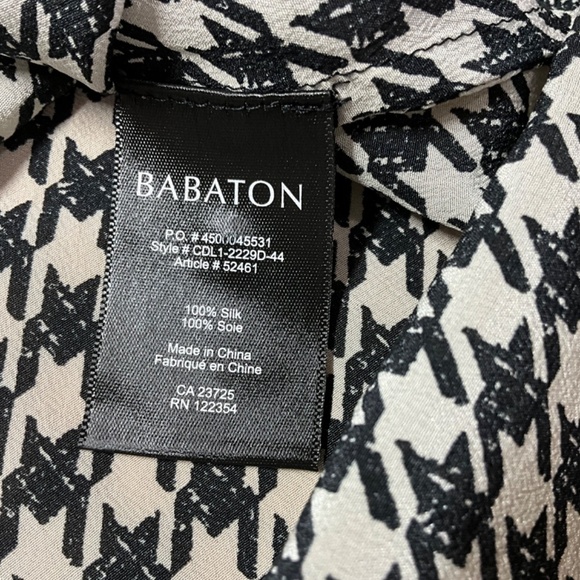 BABATON
P.O. # 4500045531
Style # CDL1-2229D-44
Article # 52461
100% Silk
100% Soie
Made in China
Fabriqué en Chine
CA 23725
RN 122354